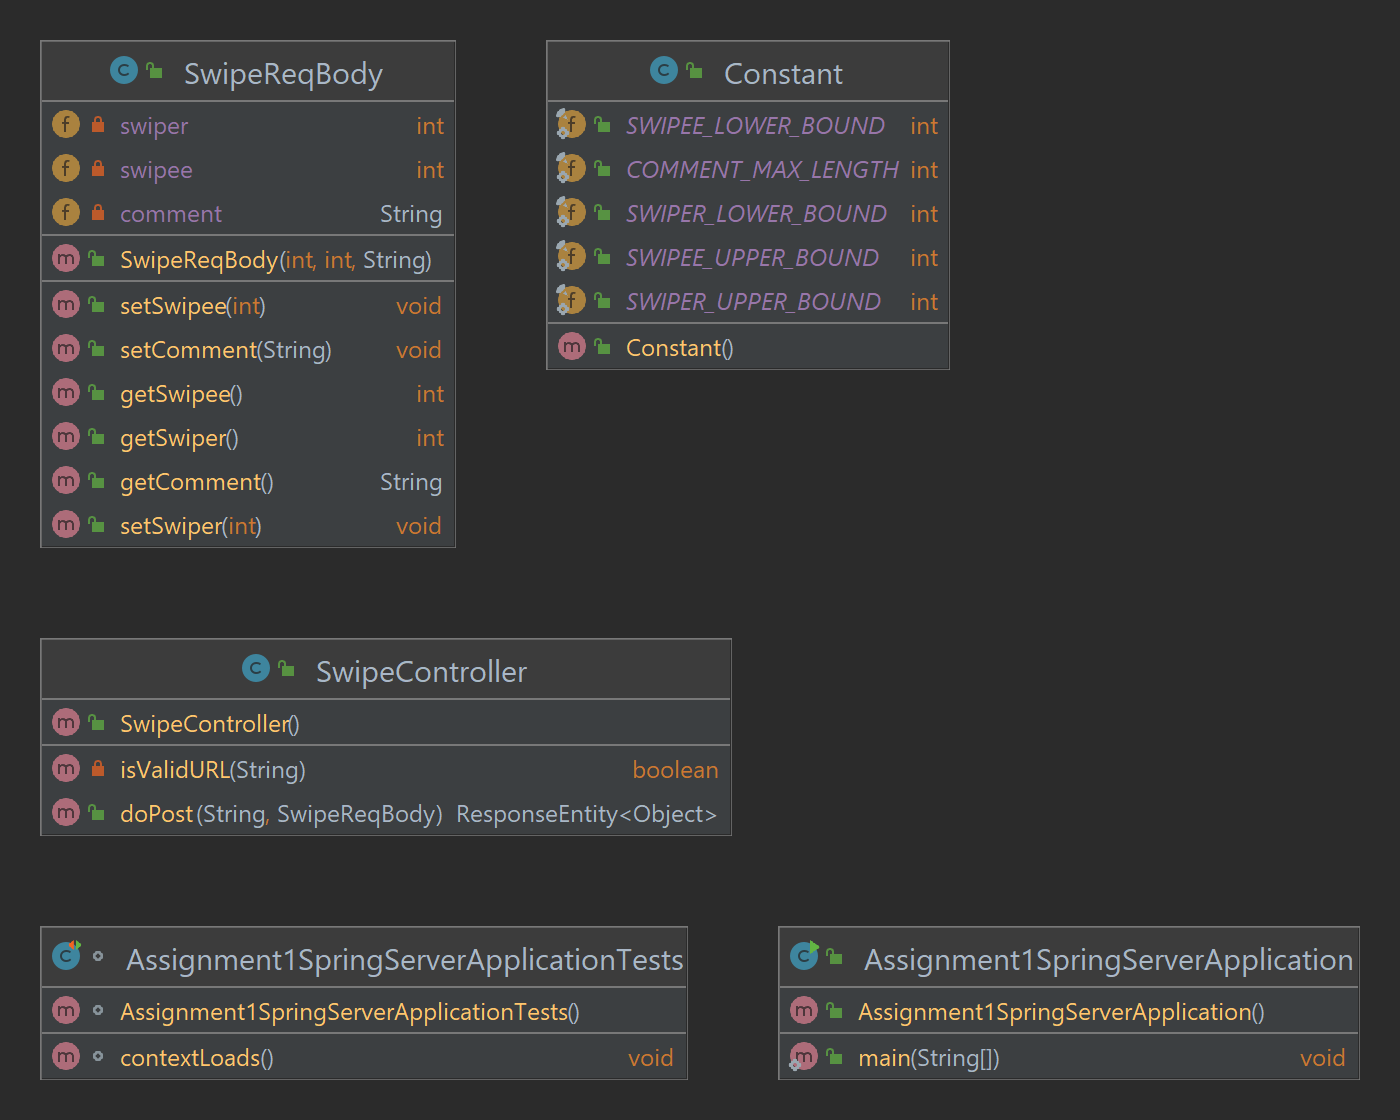 SwipeReqBody
swiper int
swipee int
comment String
SwipeReqBody(int, int, String)
setSwipee(int) void
setComment(String) void
getSwipee() int
getSwiper() int
getComment() String
setSwiper(int) void
Constant
SWIPEE_LOWER_BOUND int
COMMENT_MAX_LENGTH int
SWIPER_LOWER_BOUND int
SWIPEE_UPPER_BOUND int
SWIPER_UPPER_BOUND int
Constant()
SwipeController
SwipeController()
isValidURL(String) boolean
doPost(String, SwipeReqBody) ResponseEntity<Object>
Assignment1SpringServerApplicationTests
Assignment1SpringServerApplicationTests()
contextLoads() void
Assignment1SpringServerApplication
Assignment1SpringServerApplication()
main(String[]) void